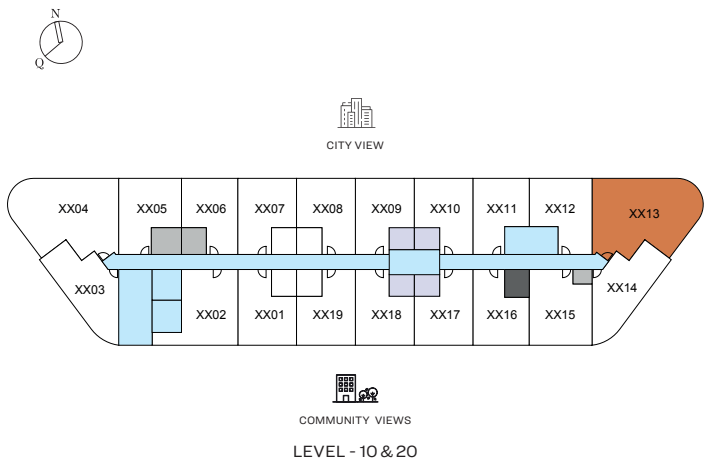 N
Q
CITY VIEW
XX04 XX05 XX06 XX07 XX08 XX09 XX10 XX11 XX12 XX13
XX03 XX02 XX01 XX19 XX18 XX17 XX16 XX15 XX14
COMMUNITY VIEWS
LEVEL - 10 & 20